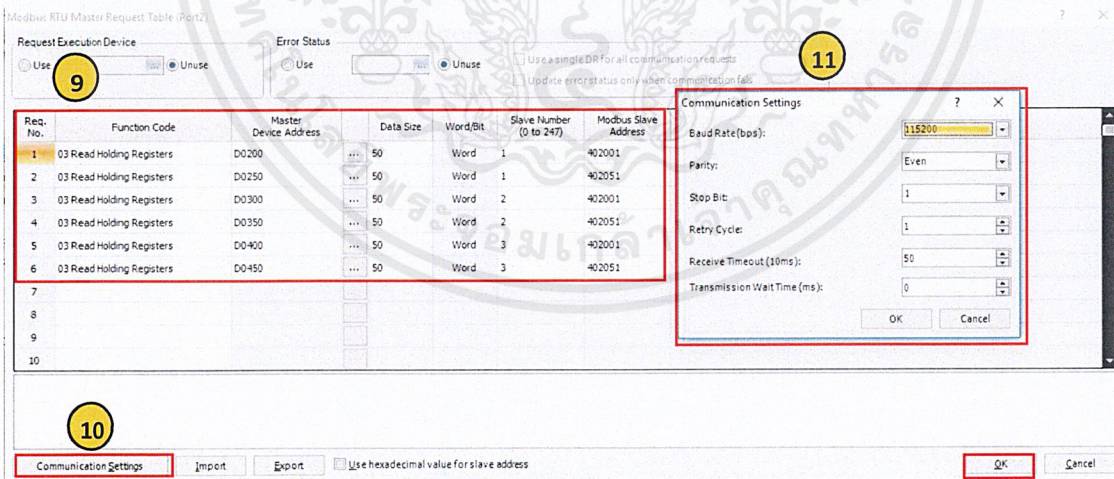 Modbus RTU Master Request Table (Port2) ? ×
Request Execution Device
Use Unuse
Error Status
Use Unuse
Use a single DR for all communication requests
Update error status only when communication fails
9
11
Req. No. Function Code Master Device Address Data Size Word/Bit Slave Number (0 to 247) Modbus Slave Address
1 03 Read Holding Registers D0200 ... 50 Word 1 402001
2 03 Read Holding Registers D0250 ... 50 Word 1 402051
3 03 Read Holding Registers D0300 ... 50 Word 2 402001
4 03 Read Holding Registers D0350 ... 50 Word 2 402051
5 03 Read Holding Registers D0400 ... 50 Word 3 402001
6 03 Read Holding Registers D0450 ... 50 Word 3 402051
7
8
9
10
Communication Settings ? ×
Baud Rate(bps): 115200
Parity: Even
Stop Bit: 1
Retry Cycle: 1
Receive Timeout (10ms): 50
Transmission Wait Time (ms): 0
OK Cancel
10
Communication Settings Import Export Use hexadecimal value for slave address OK Cancel